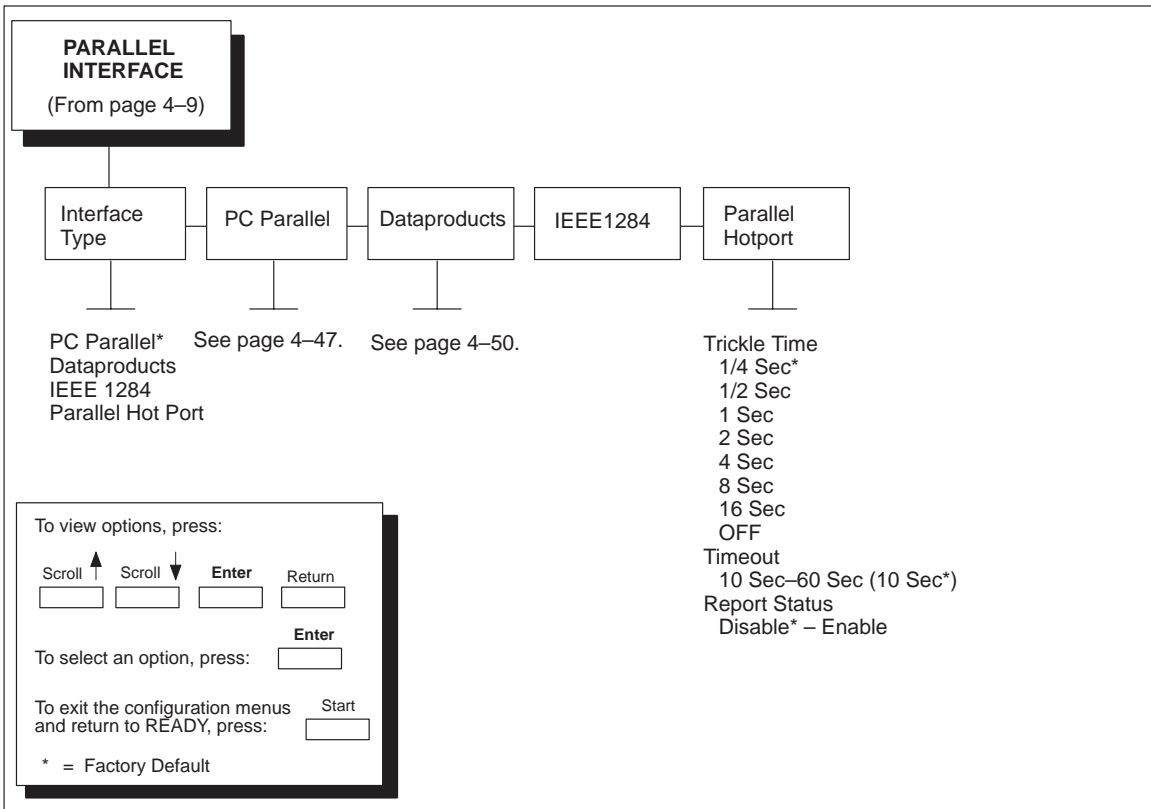 PARALLEL
INTERFACE
(From page 4–9)
Interface
Type
PC Parallel
Dataproducts
IEEE1284
Parallel
Hotport
PC Parallel*
Dataproducts
IEEE 1284
Parallel Hot Port
See page 4–47.
See page 4–50.
Trickle Time
1/4 Sec*
1/2 Sec
1 Sec
2 Sec
4 Sec
8 Sec
16 Sec
OFF
Timeout
10 Sec–60 Sec (10 Sec*)
Report Status
Disable* – Enable
To view options, press:
Scroll Scroll Enter Return
Enter
To select an option, press:
To exit the configuration menus
and return to READY, press:
Start
* = Factory Default